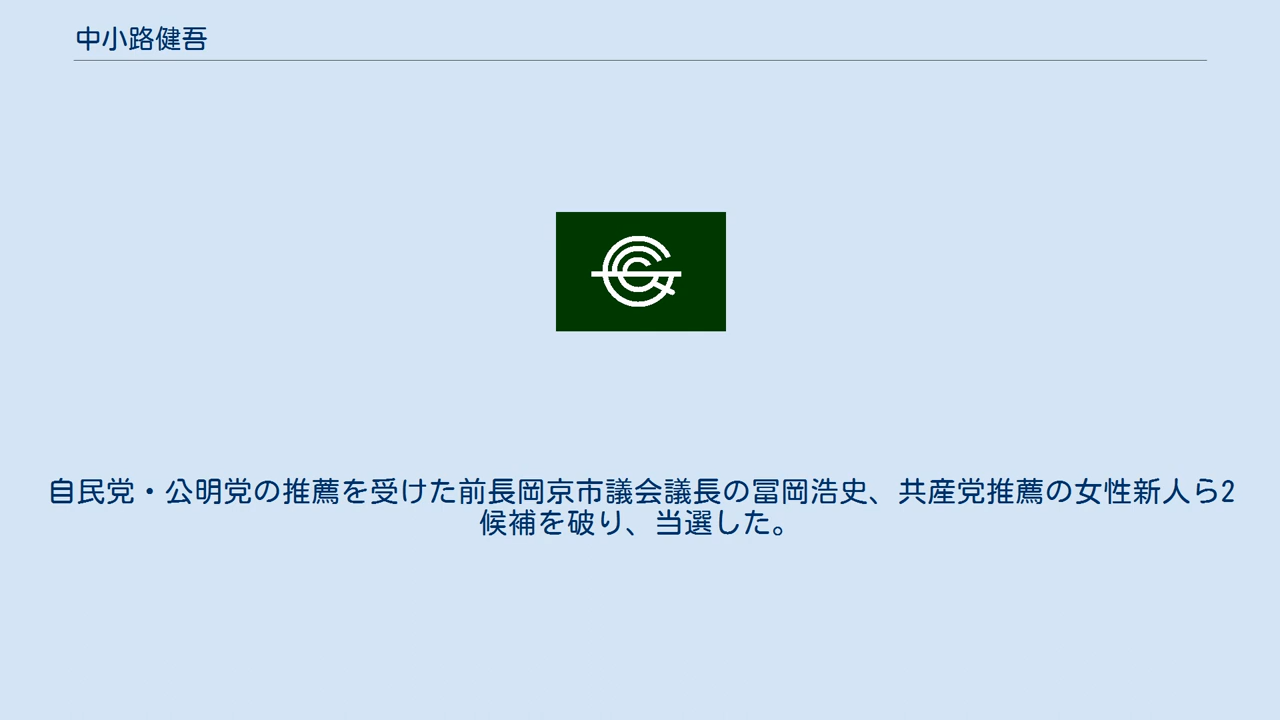 中小路健吾
自民党・公明党の推薦を受けた前長岡京市議会議長の冨岡浩史、共産党推薦の女性新人ら2
候補を破り、当選した。